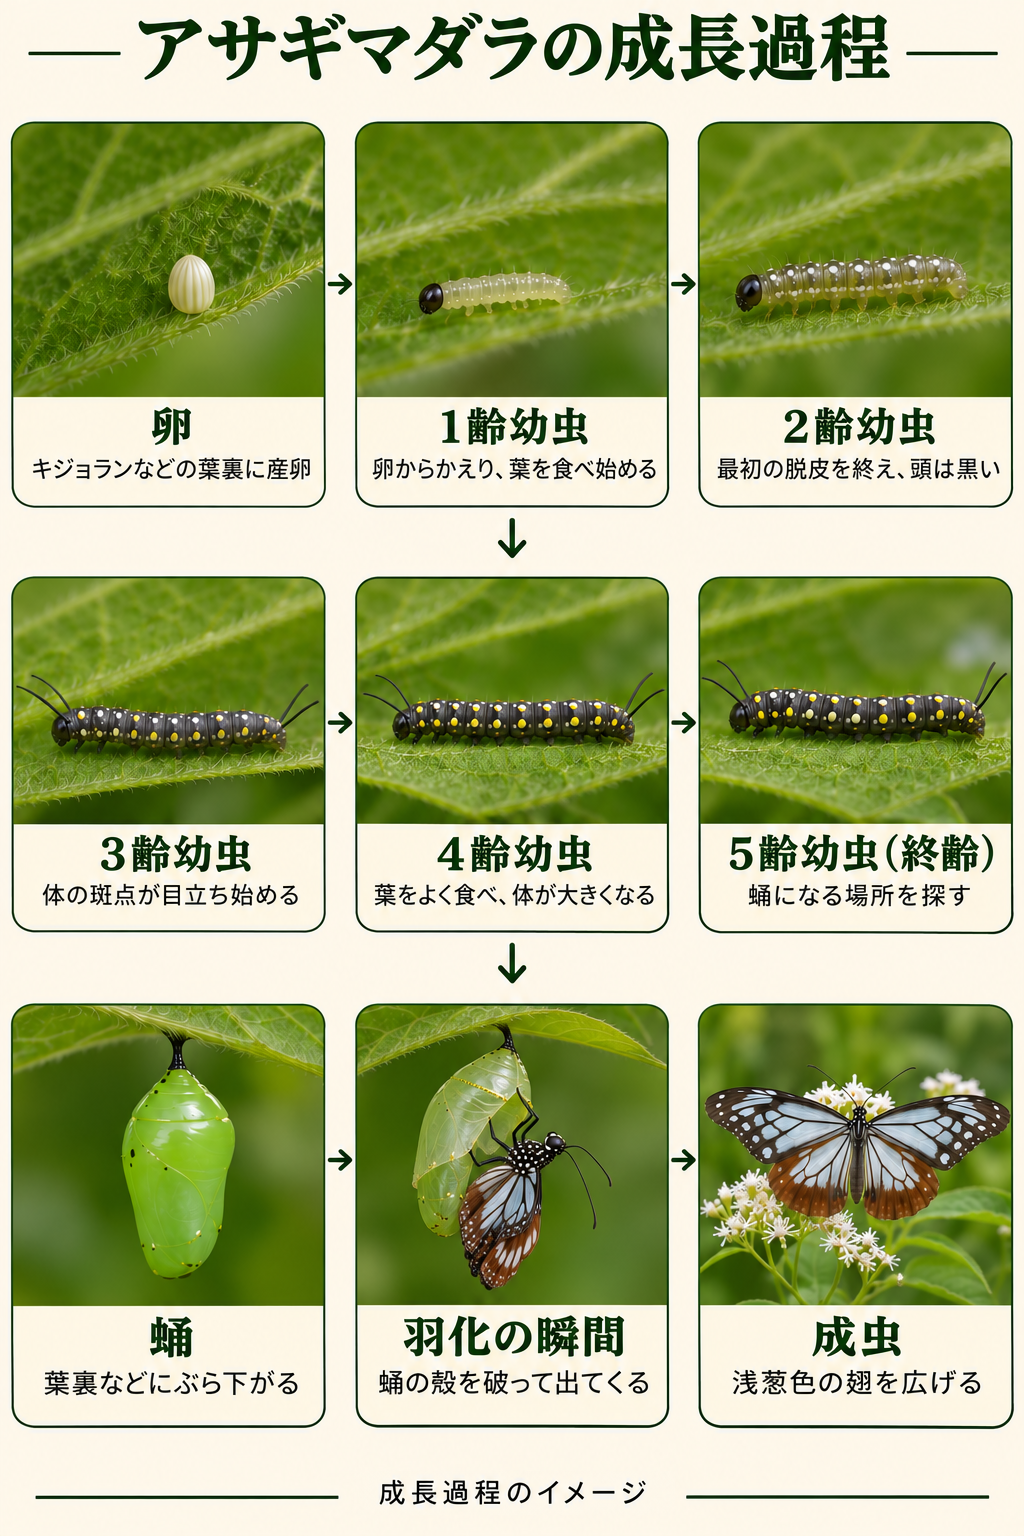 アサギマダラの成長過程
卵
キジョランなどの葉裏に産卵
1齢幼虫
卵からかえり、葉を食べ始める
2齢幼虫
最初の脱皮を終え、頭は黒い
3齢幼虫
体の斑点が目立ち始める
4齢幼虫
葉をよく食べ、体が大きくなる
5齢幼虫(終齢)
蛹になる場所を探す
蛹
葉裏などにぶら下がる
羽化の瞬間
蛹の殻を破って出てくる
成虫
浅葱色の翅を広げる
成長過程のイメージ